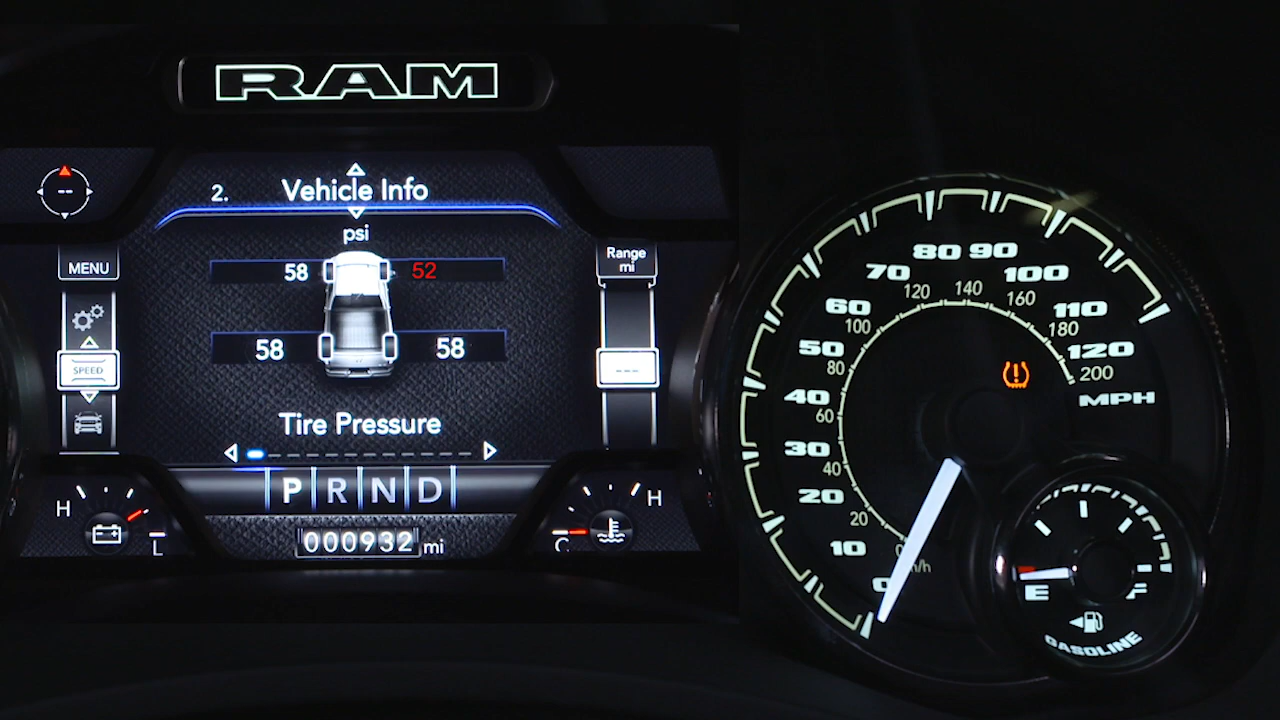 RAM
2. Vehicle Info
psi
58 52
58 58
Tire Pressure
MENU
SPEED
Range
mi
---
--
P R N D
H
L
000932 mi
H
C
0
10
20
30
40
50
60
70
80
90
100
110
120
MPH
20
40
60
80
100
120
140
160
180
200
E
F
GASOLINE